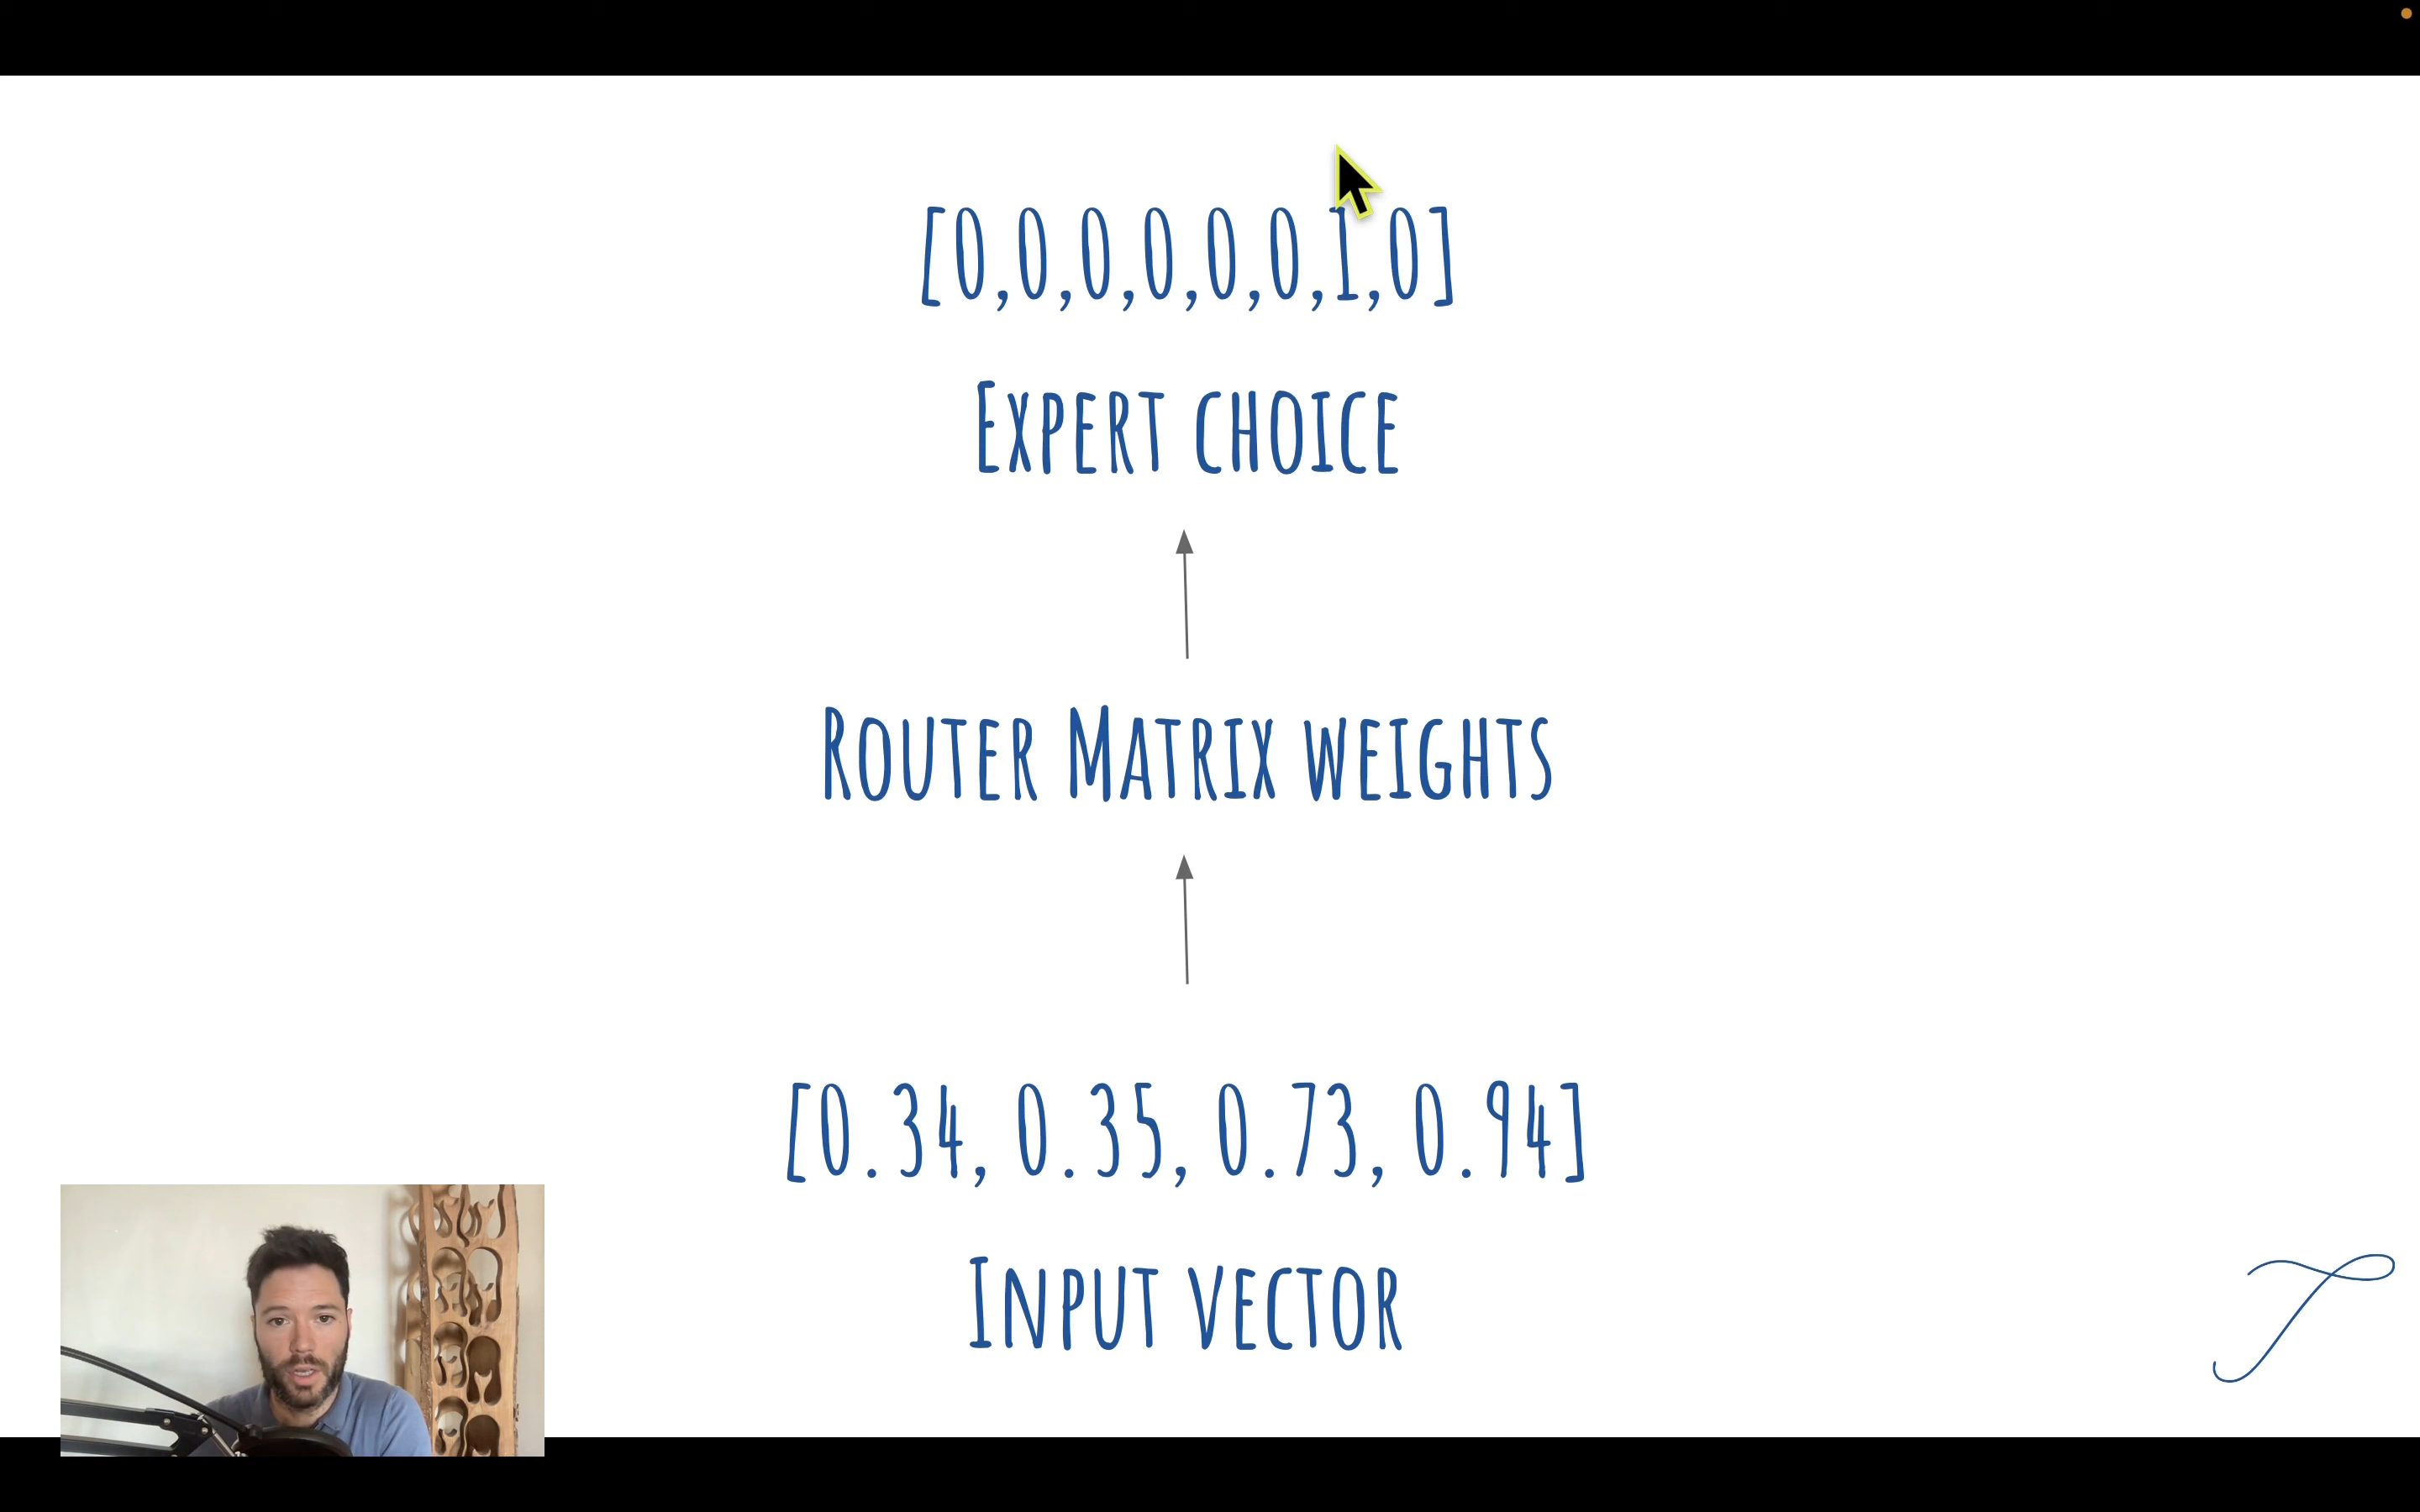 [0,0,0,0,0,0,1,0]
Expert choice
Router Matrix weights
[0.34, 0.35, 0.73, 0.94]
Input vector